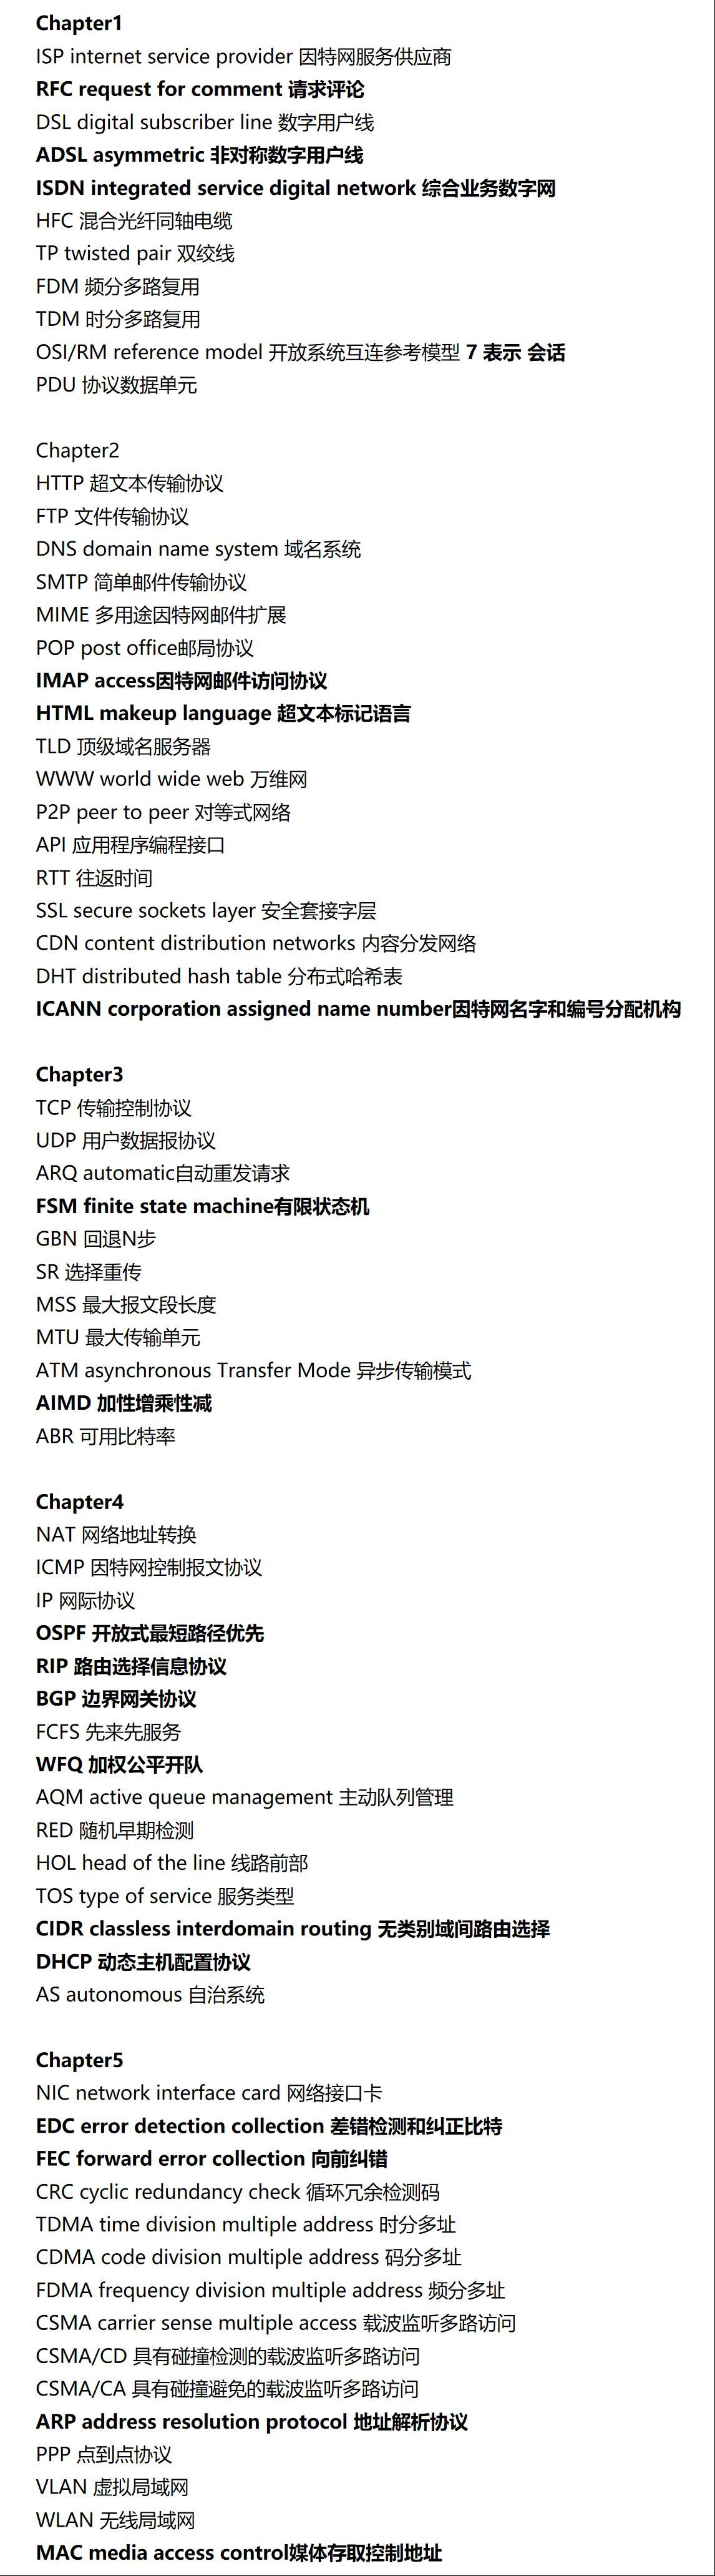 Chapter1
ISP internet service provider 因特网服务供应商
RFC request for comment 请求评论
DSL digital subscriber line 数字用户线
ADSL asymmetric 非对称数字用户线
ISDN integrated service digital network 综合业务数字网
HFC 混合光纤同轴电缆
TP twisted pair 双绞线
FDM 频分多路复用
TDM 时分多路复用
OSI/RM reference model 开放系统互连参考模型 7 表示 会话
PDU 协议数据单元
Chapter2
HTTP 超文本传输协议
FTP 文件传输协议
DNS domain name system 域名系统
SMTP 简单邮件传输协议
MIME 多用途因特网邮件扩展
POP post office邮局协议
IMAP access因特网邮件访问协议
HTML makeup language 超文本标记语言
TLD 顶级域名服务器
WWW world wide web 万维网
P2P peer to peer 对等式网络
API 应用程序编程接口
RTT 往返时间
SSL secure sockets layer 安全套接字层
CDN content distribution networks 内容分发网络
DHT distributed hash table 分布式哈希表
ICANN corporation assigned name number因特网名字和编号分配机构
Chapter3
TCP 传输控制协议
UDP 用户数据报协议
ARQ automatic自动重发请求
FSM finite state machine有限状态机
GBN 回退N步
SR 选择重传
MSS 最大报文段长度
MTU 最大传输单元
ATM asynchronous Transfer Mode 异步传输模式
AIMD 加性增乘性减
ABR 可用比特率
Chapter4
NAT 网络地址转换
ICMP 因特网控制报文协议
IP 网际协议
OSPF 开放式最短路径优先
RIP 路由选择信息协议
BGP 边界网关协议
FCFS 先来先服务
WFQ 加权公平开队
AQM active queue management 主动队列管理
RED 随机早期检测
HOL head of the line 线路前部
TOS type of service 服务类型
CIDR classless interdomain routing 无类别域间路由选择
DHCP 动态主机配置协议
AS autonomous 自治系统
Chapter5
NIC network interface card 网络接口卡
EDC error detection collection 差错检测和纠正比特
FEC forward error collection 向前纠错
CRC cyclic redundancy check 循环冗余检测码
TDMA time division multiple address 时分多址
CDMA code division multiple address 码分多址
FDMA frequency division multiple address 频分多址
CSMA carrier sense multiple access 载波监听多路访问
CSMA/CD 具有碰撞检测的载波监听多路访问
CSMA/CA 具有碰撞避免的载波监听多路访问
ARP address resolution protocol 地址解析协议
PPP 点到点协议
VLAN 虚拟局域网
WLAN 无线局域网
MAC media access control媒体存取控制地址